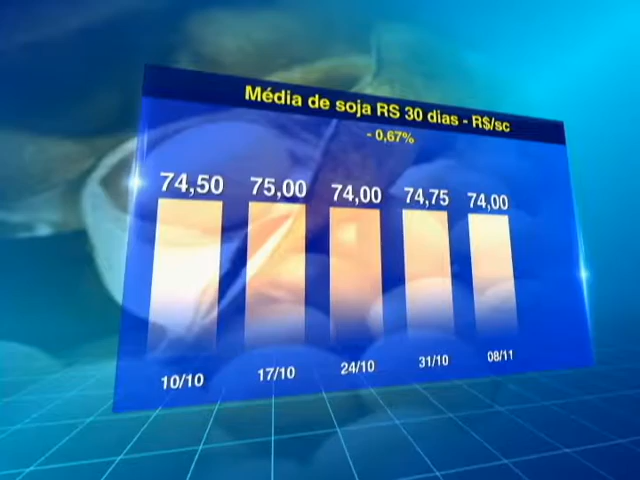 Média de soja RS 30 dias - R$/sc
- 0,67%
74,50 75,00 74,00 74,75 74,00
10/10 17/10 24/10 31/10 08/11